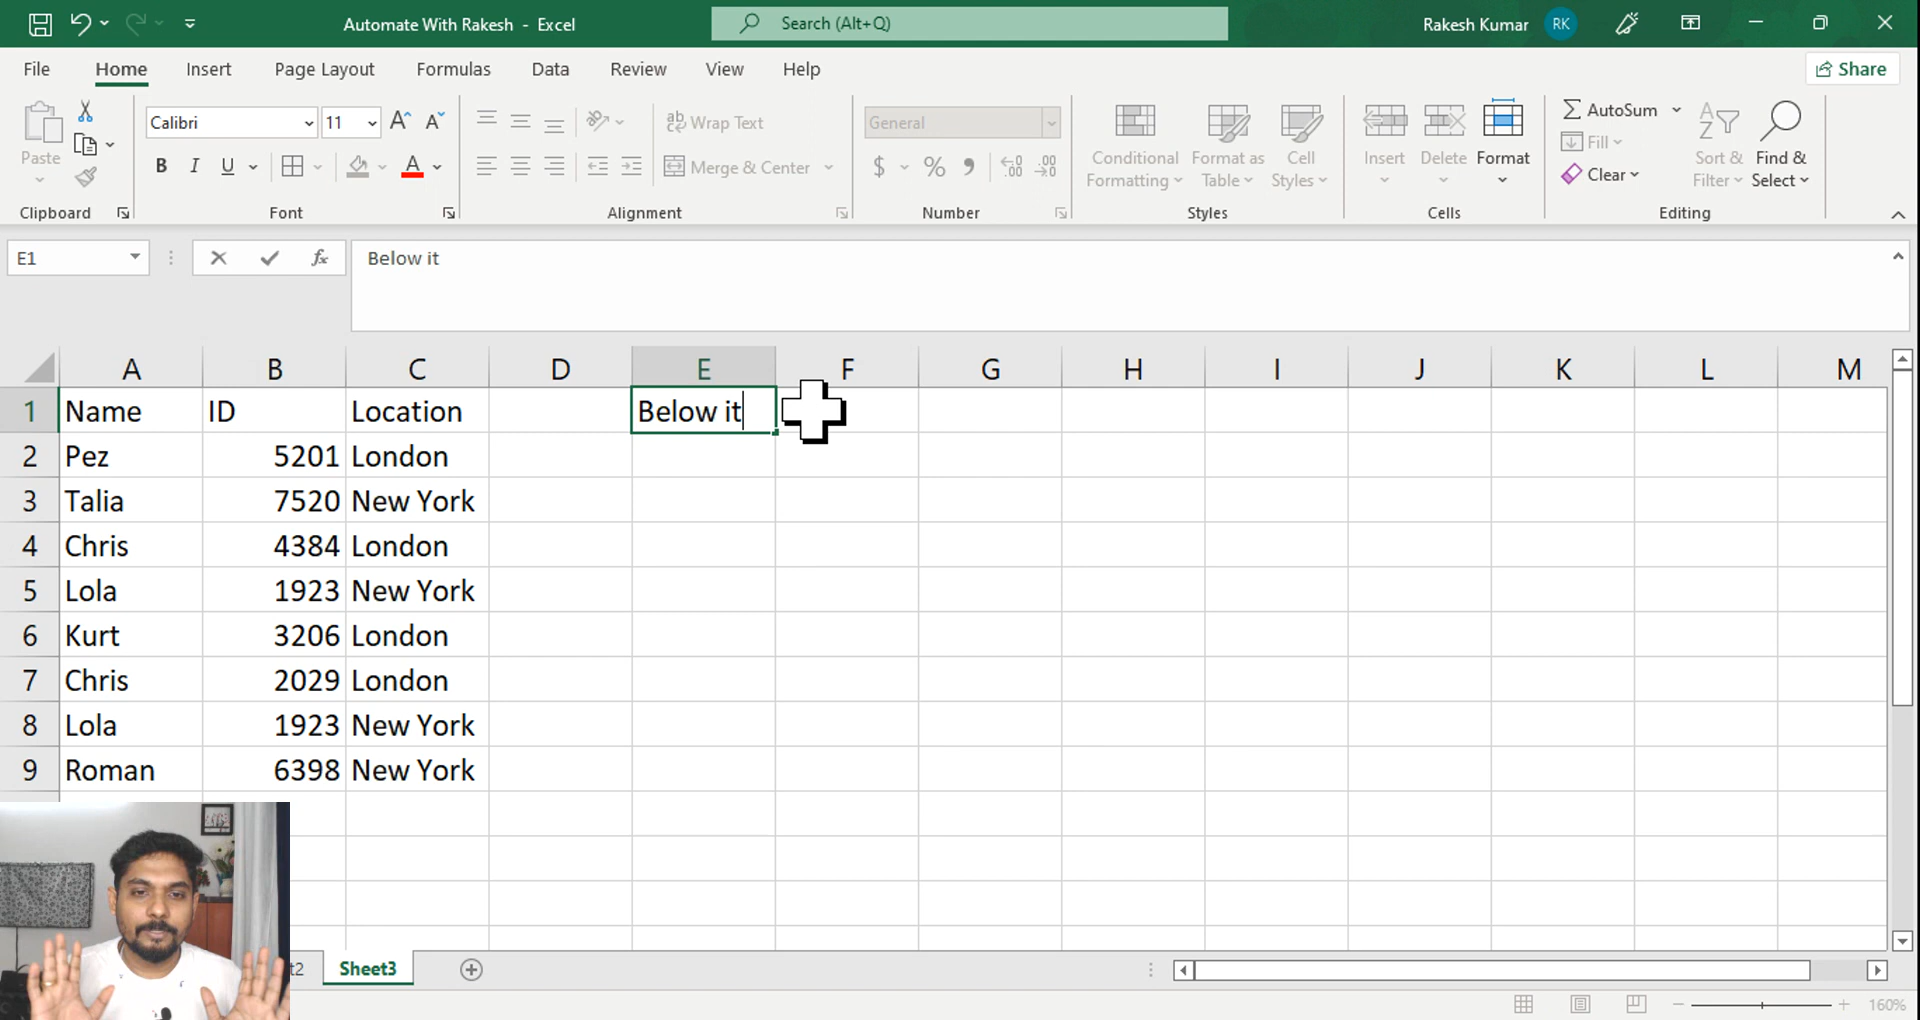 Automate With Rakesh - Excel
Search (Alt+Q)
Rakesh Kumar
RK
File Home Insert Page Layout Formulas Data Review View Help
Share
Paste
Clipboard
Calibri 11
B I U A
Font
ab Wrap Text
Merge & Center
Alignment
General
$ % ,
Number
Conditional Formatting
Format as Table
Cell Styles
Styles
Insert Delete Format
Cells
AutoSum
Fill
Clear
Sort & Filter
Find & Select
Editing
E1
fx
Below it
A B C D E F G H I J K L M
1 Name ID Location Below it
2 Pez 5201 London
3 Talia 7520 New York
4 Chris 4384 London
5 Lola 1923 New York
6 Kurt 3206 London
7 Chris 2029 London
8 Lola 1923 New York
9 Roman 6398 New York
t2 Sheet3
160%